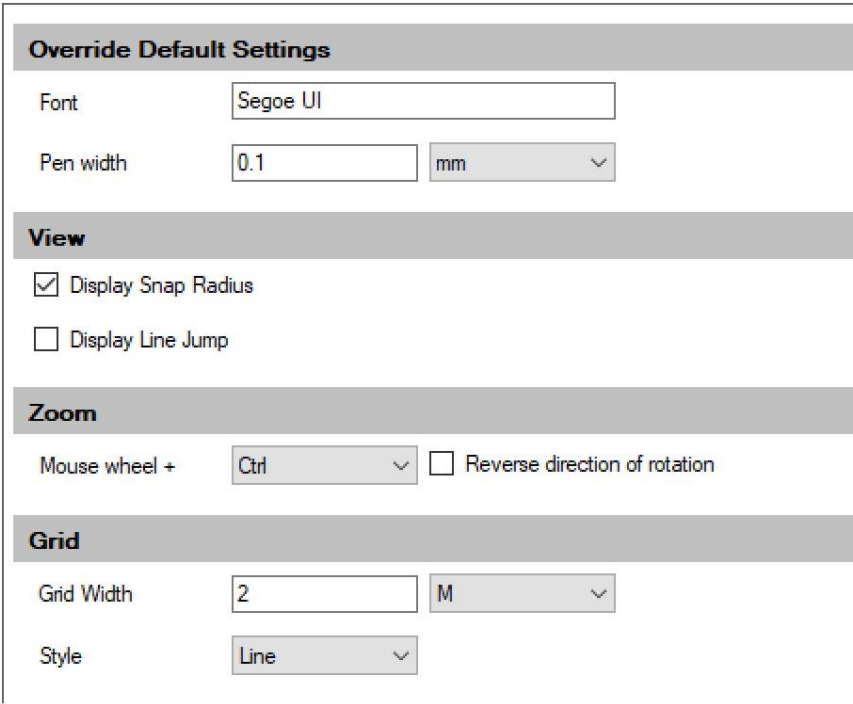 Override Default Settings
Font Segoe UI
Pen width 0.1 mm
View
Display Snap Radius
Display Line Jump
Zoom
Mouse wheel + Ctrl Reverse direction of rotation
Grid
Grid Width 2 M
Style Line